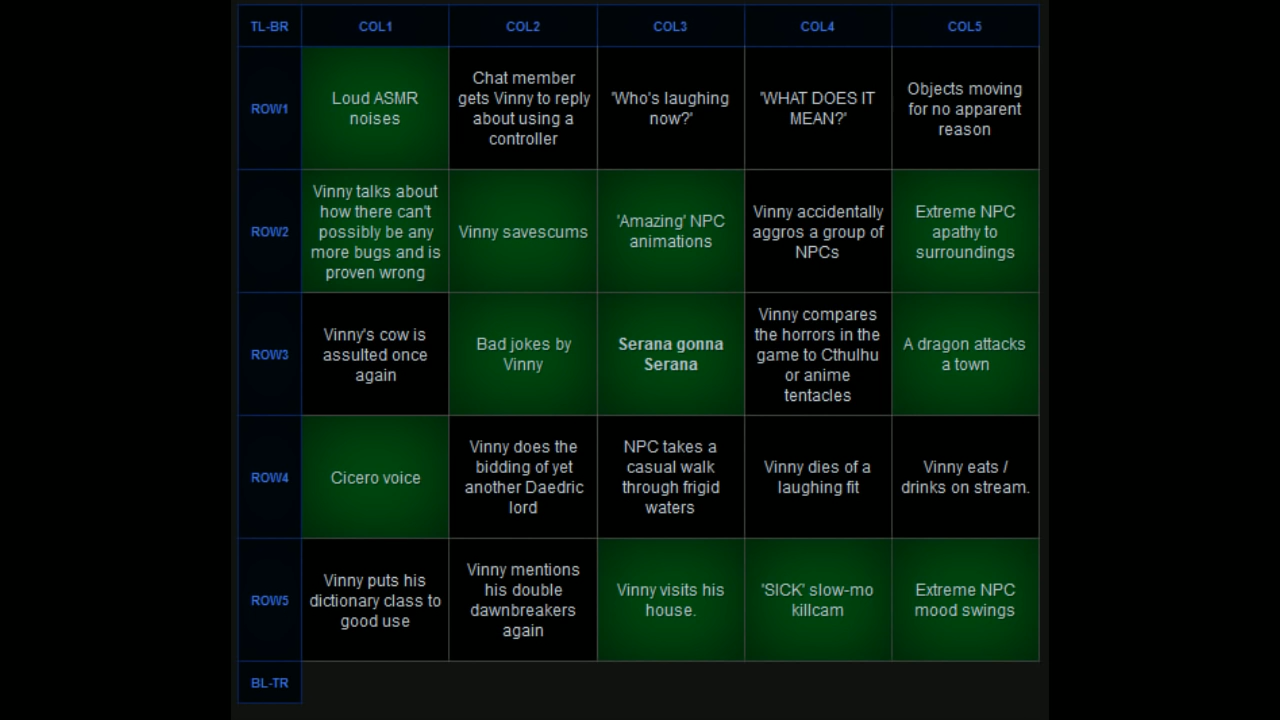 TL-BR COL1 COL2 COL3 COL4 COL5
ROW1
Loud ASMR
noises
Chat member
gets Vinny to reply
about using a
controller
'Who's laughing
now?'
'WHAT DOES IT
MEAN?'
Objects moving
for no apparent
reason
ROW2
Vinny talks about
how there can't
possibly be any
more bugs and is
proven wrong
Vinny savescums
'Amazing' NPC
animations
Vinny accidentally
aggros a group of
NPCs
Extreme NPC
apathy to
surroundings
ROW3
Vinny's cow is
assulted once
again
Bad jokes by
Vinny
Serana gonna
Serana
Vinny compares
the horrors in the
game to Cthulhu
or anime
tentacles
A dragon attacks
a town
ROW4
Cicero voice
Vinny does the
bidding of yet
another Daedric
lord
NPC takes a
casual walk
through frigid
waters
Vinny dies of a
laughing fit
Vinny eats /
drinks on stream.
ROW5
Vinny puts his
dictionary class to
good use
Vinny mentions
his double
dawnbreakers
again
Vinny visits his
house.
'SICK' slow-mo
killcam
Extreme NPC
mood swings
BL-TR